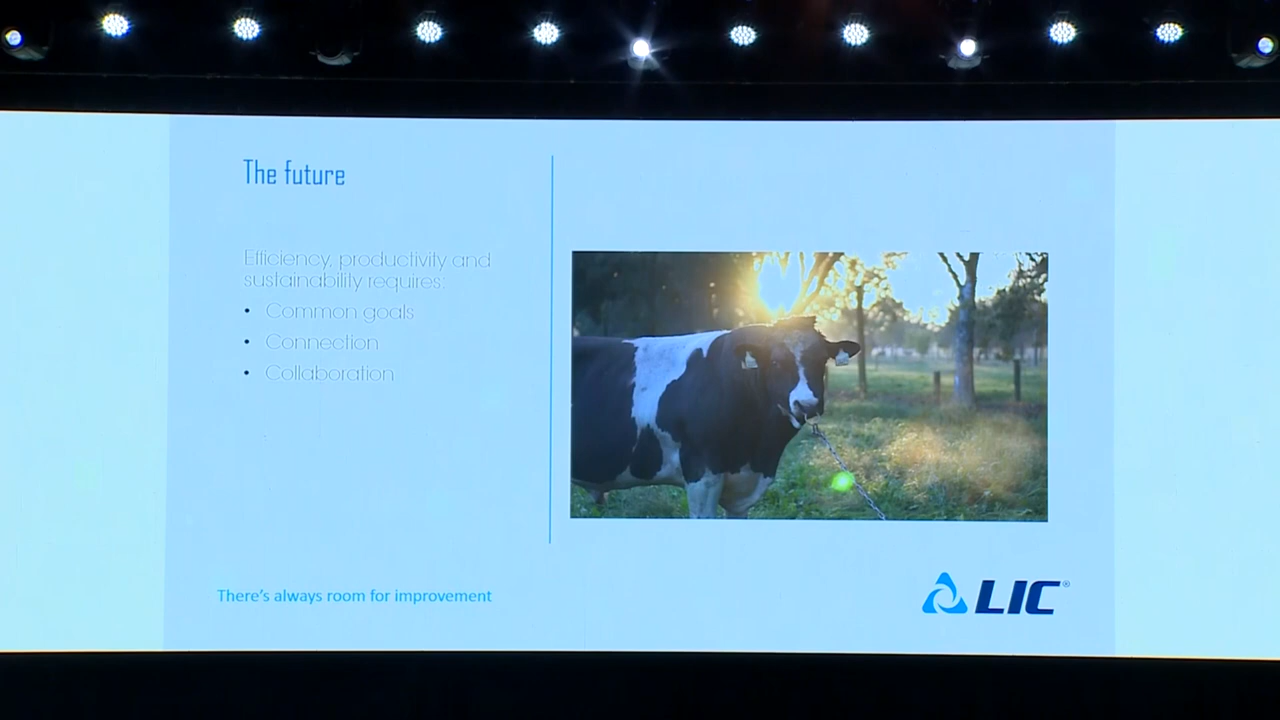 The future
Efficiency, productivity and
sustainability requires:
• Common goals
• Connection
• Collaboration
There's always room for improvement
LIC®